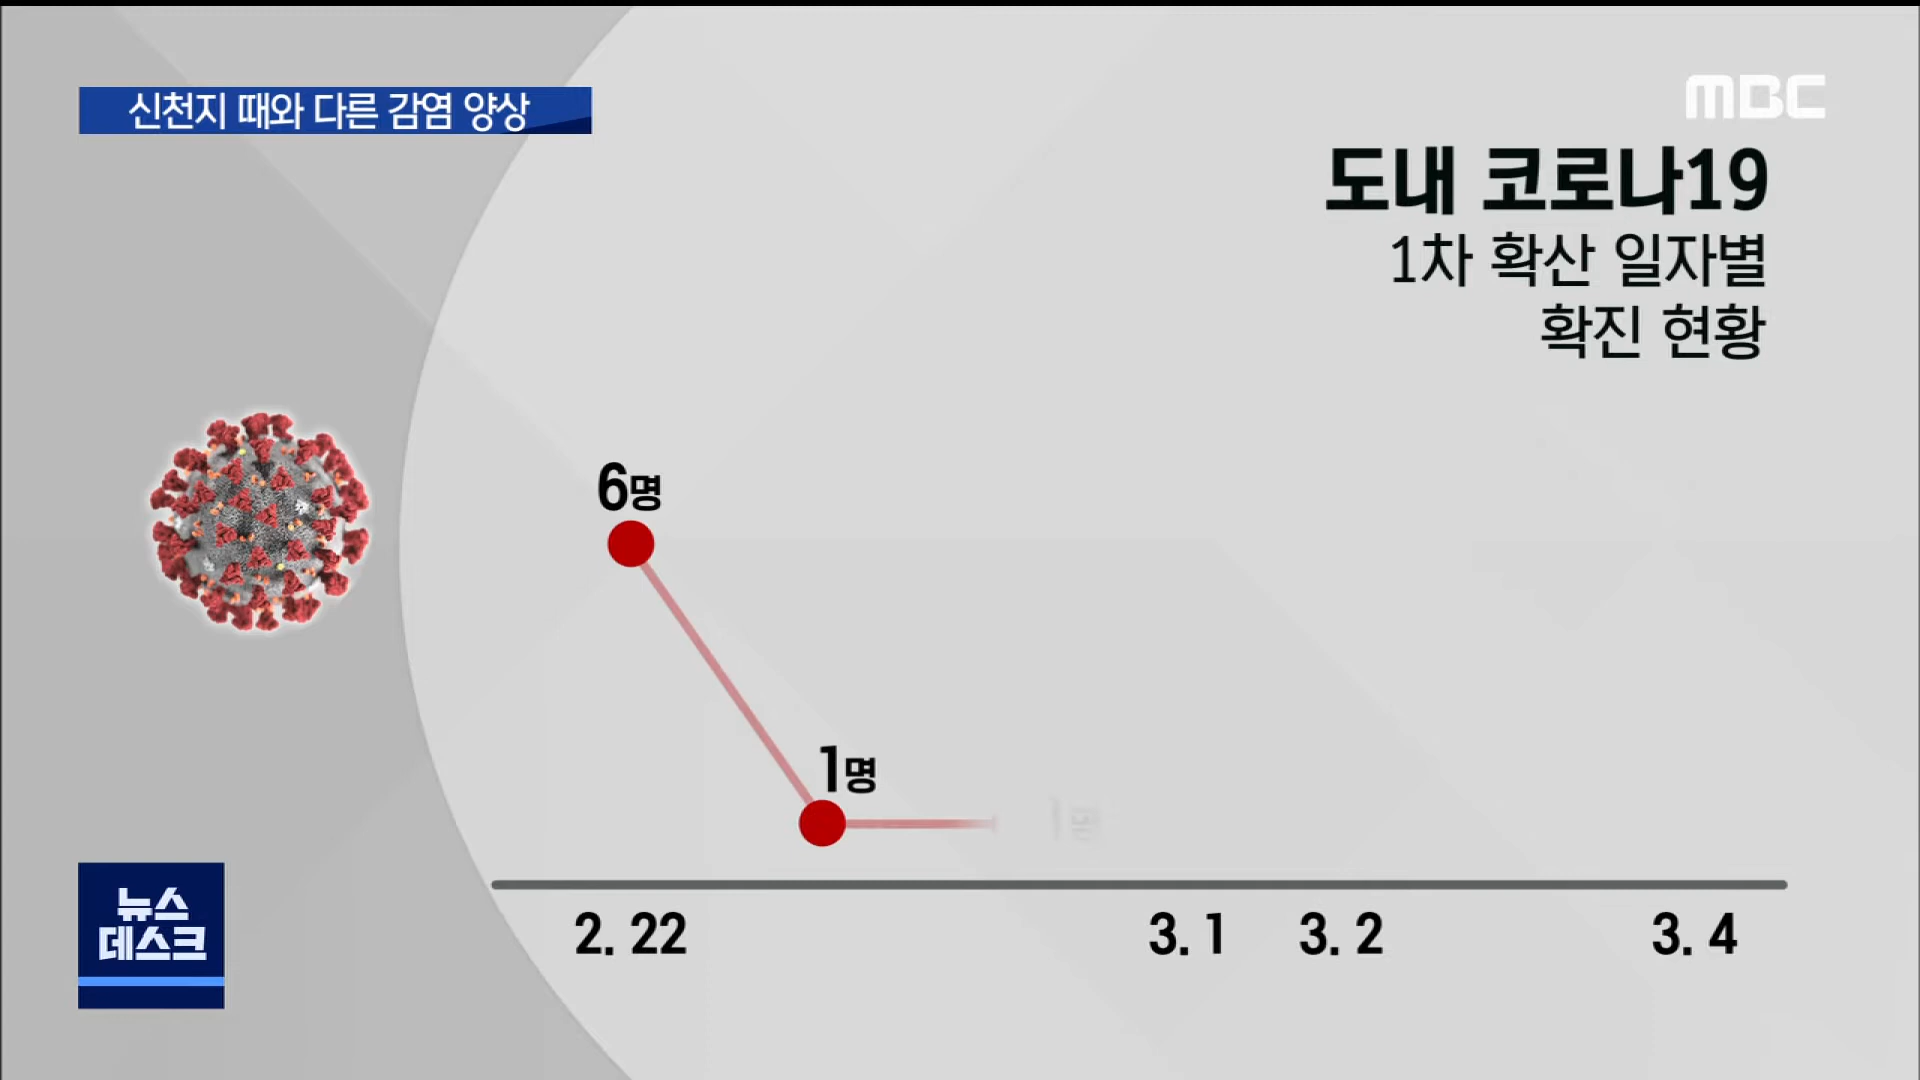 신천지 때와 다른 감염 양상
MBC
도내 코로나19
1차 확산 일자별
확진 현황
6명
1명
1명
2. 22
3. 1
3. 2
3. 4
뉴스
데스크